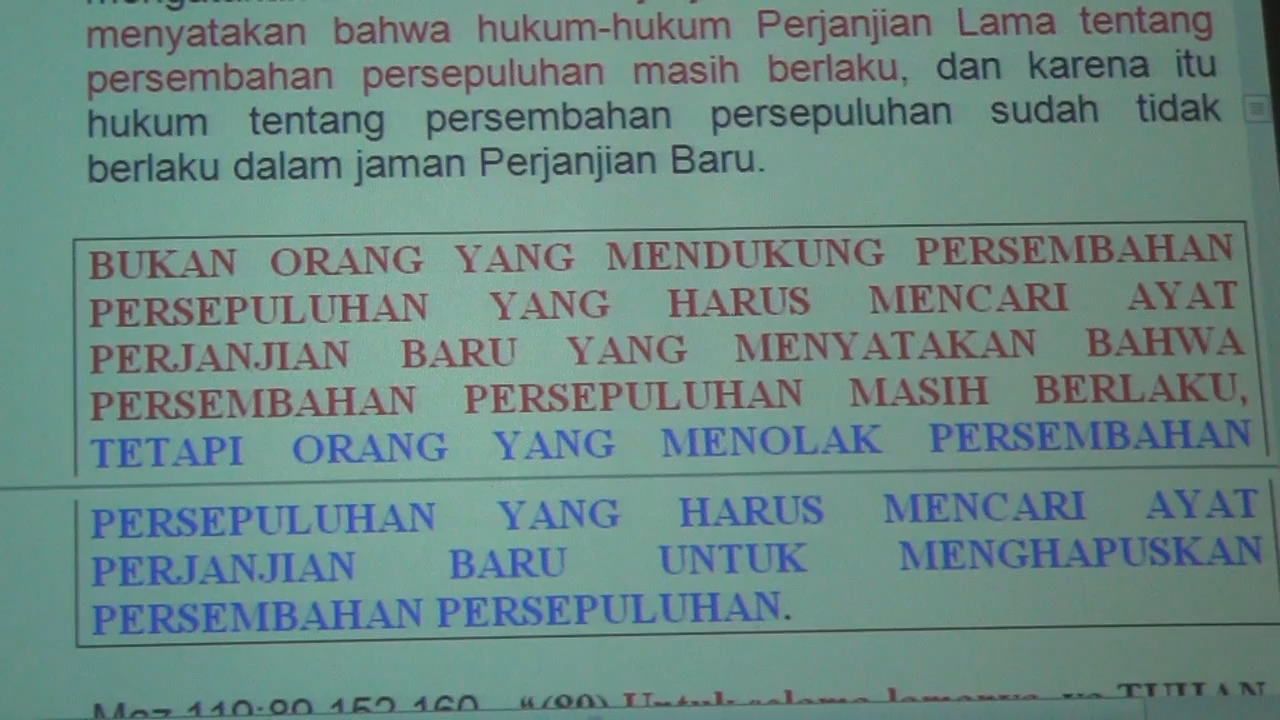 menyatakan bahwa hukum-hukum Perjanjian Lama tentang
persembahan persepuluhan masih berlaku, dan karena itu
hukum tentang persembahan persepuluhan sudah tidak
berlaku dalam jaman Perjanjian Baru.
BUKAN ORANG YANG MENDUKUNG PERSEMBAHAN
PERSEPULUHAN YANG HARUS MENCARI AYAT
PERJANJIAN BARU YANG MENYATAKAN BAHWA
PERSEMBAHAN PERSEPULUHAN MASIH BERLAKU,
TETAPI ORANG YANG MENOLAK PERSEMBAHAN
PERSEPULUHAN YANG HARUS MENCARI AYAT
PERJANJIAN BARU UNTUK MENGHAPUSKAN
PERSEMBAHAN PERSEPULUHAN.
TUHAN